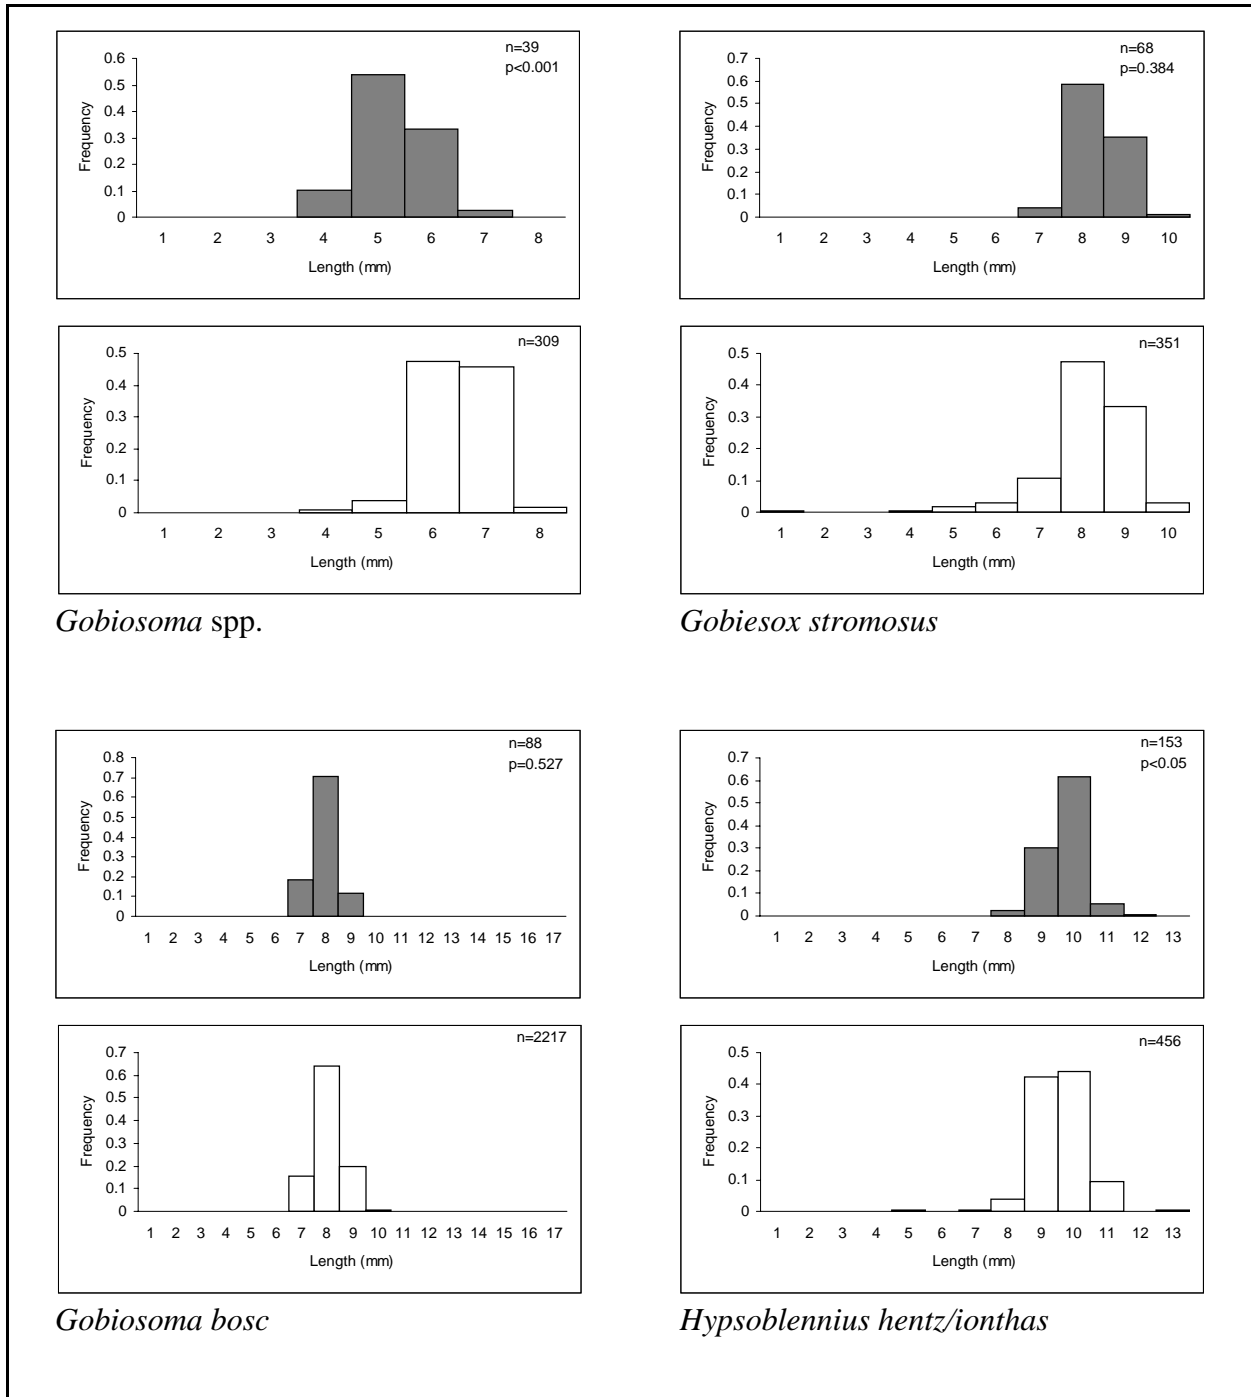 n=39
p<0.001
0.6
0.5
0.4
0.3
0.2
0.1
0
Frequency
1 2 3 4 5 6 7 8
Length (mm)
n=309
0.5
0.4
0.3
0.2
0.1
0
Frequency
1 2 3 4 5 6 7 8
Length (mm)
Gobiosoma spp.
n=68
p=0.384
0.7
0.6
0.5
0.4
0.3
0.2
0.1
0
Frequency
1 2 3 4 5 6 7 8 9 10
Length (mm)
n=351
0.5
0.4
0.3
0.2
0.1
0
Frequency
1 2 3 4 5 6 7 8 9 10
Length (mm)
Gobiesox stromosus
n=88
p=0.527
0.8
0.7
0.6
0.5
0.4
0.3
0.2
0.1
0
Frequency
1 2 3 4 5 6 7 8 9 10 11 12 13 14 15 16 17
Length (mm)
n=2217
0.7
0.6
0.5
0.4
0.3
0.2
0.1
0
Frequency
1 2 3 4 5 6 7 8 9 10 11 12 13 14 15 16 17
Length (mm)
Gobiosoma bosc
n=153
p<0.05
0.7
0.6
0.5
0.4
0.3
0.2
0.1
0
Frequency
1 2 3 4 5 6 7 8 9 10 11 12 13
Length (mm)
n=456
0.5
0.4
0.3
0.2
0.1
0
Frequency
1 2 3 4 5 6 7 8 9 10 11 12 13
Length (mm)
Hypsoblennius hentz/ionthas